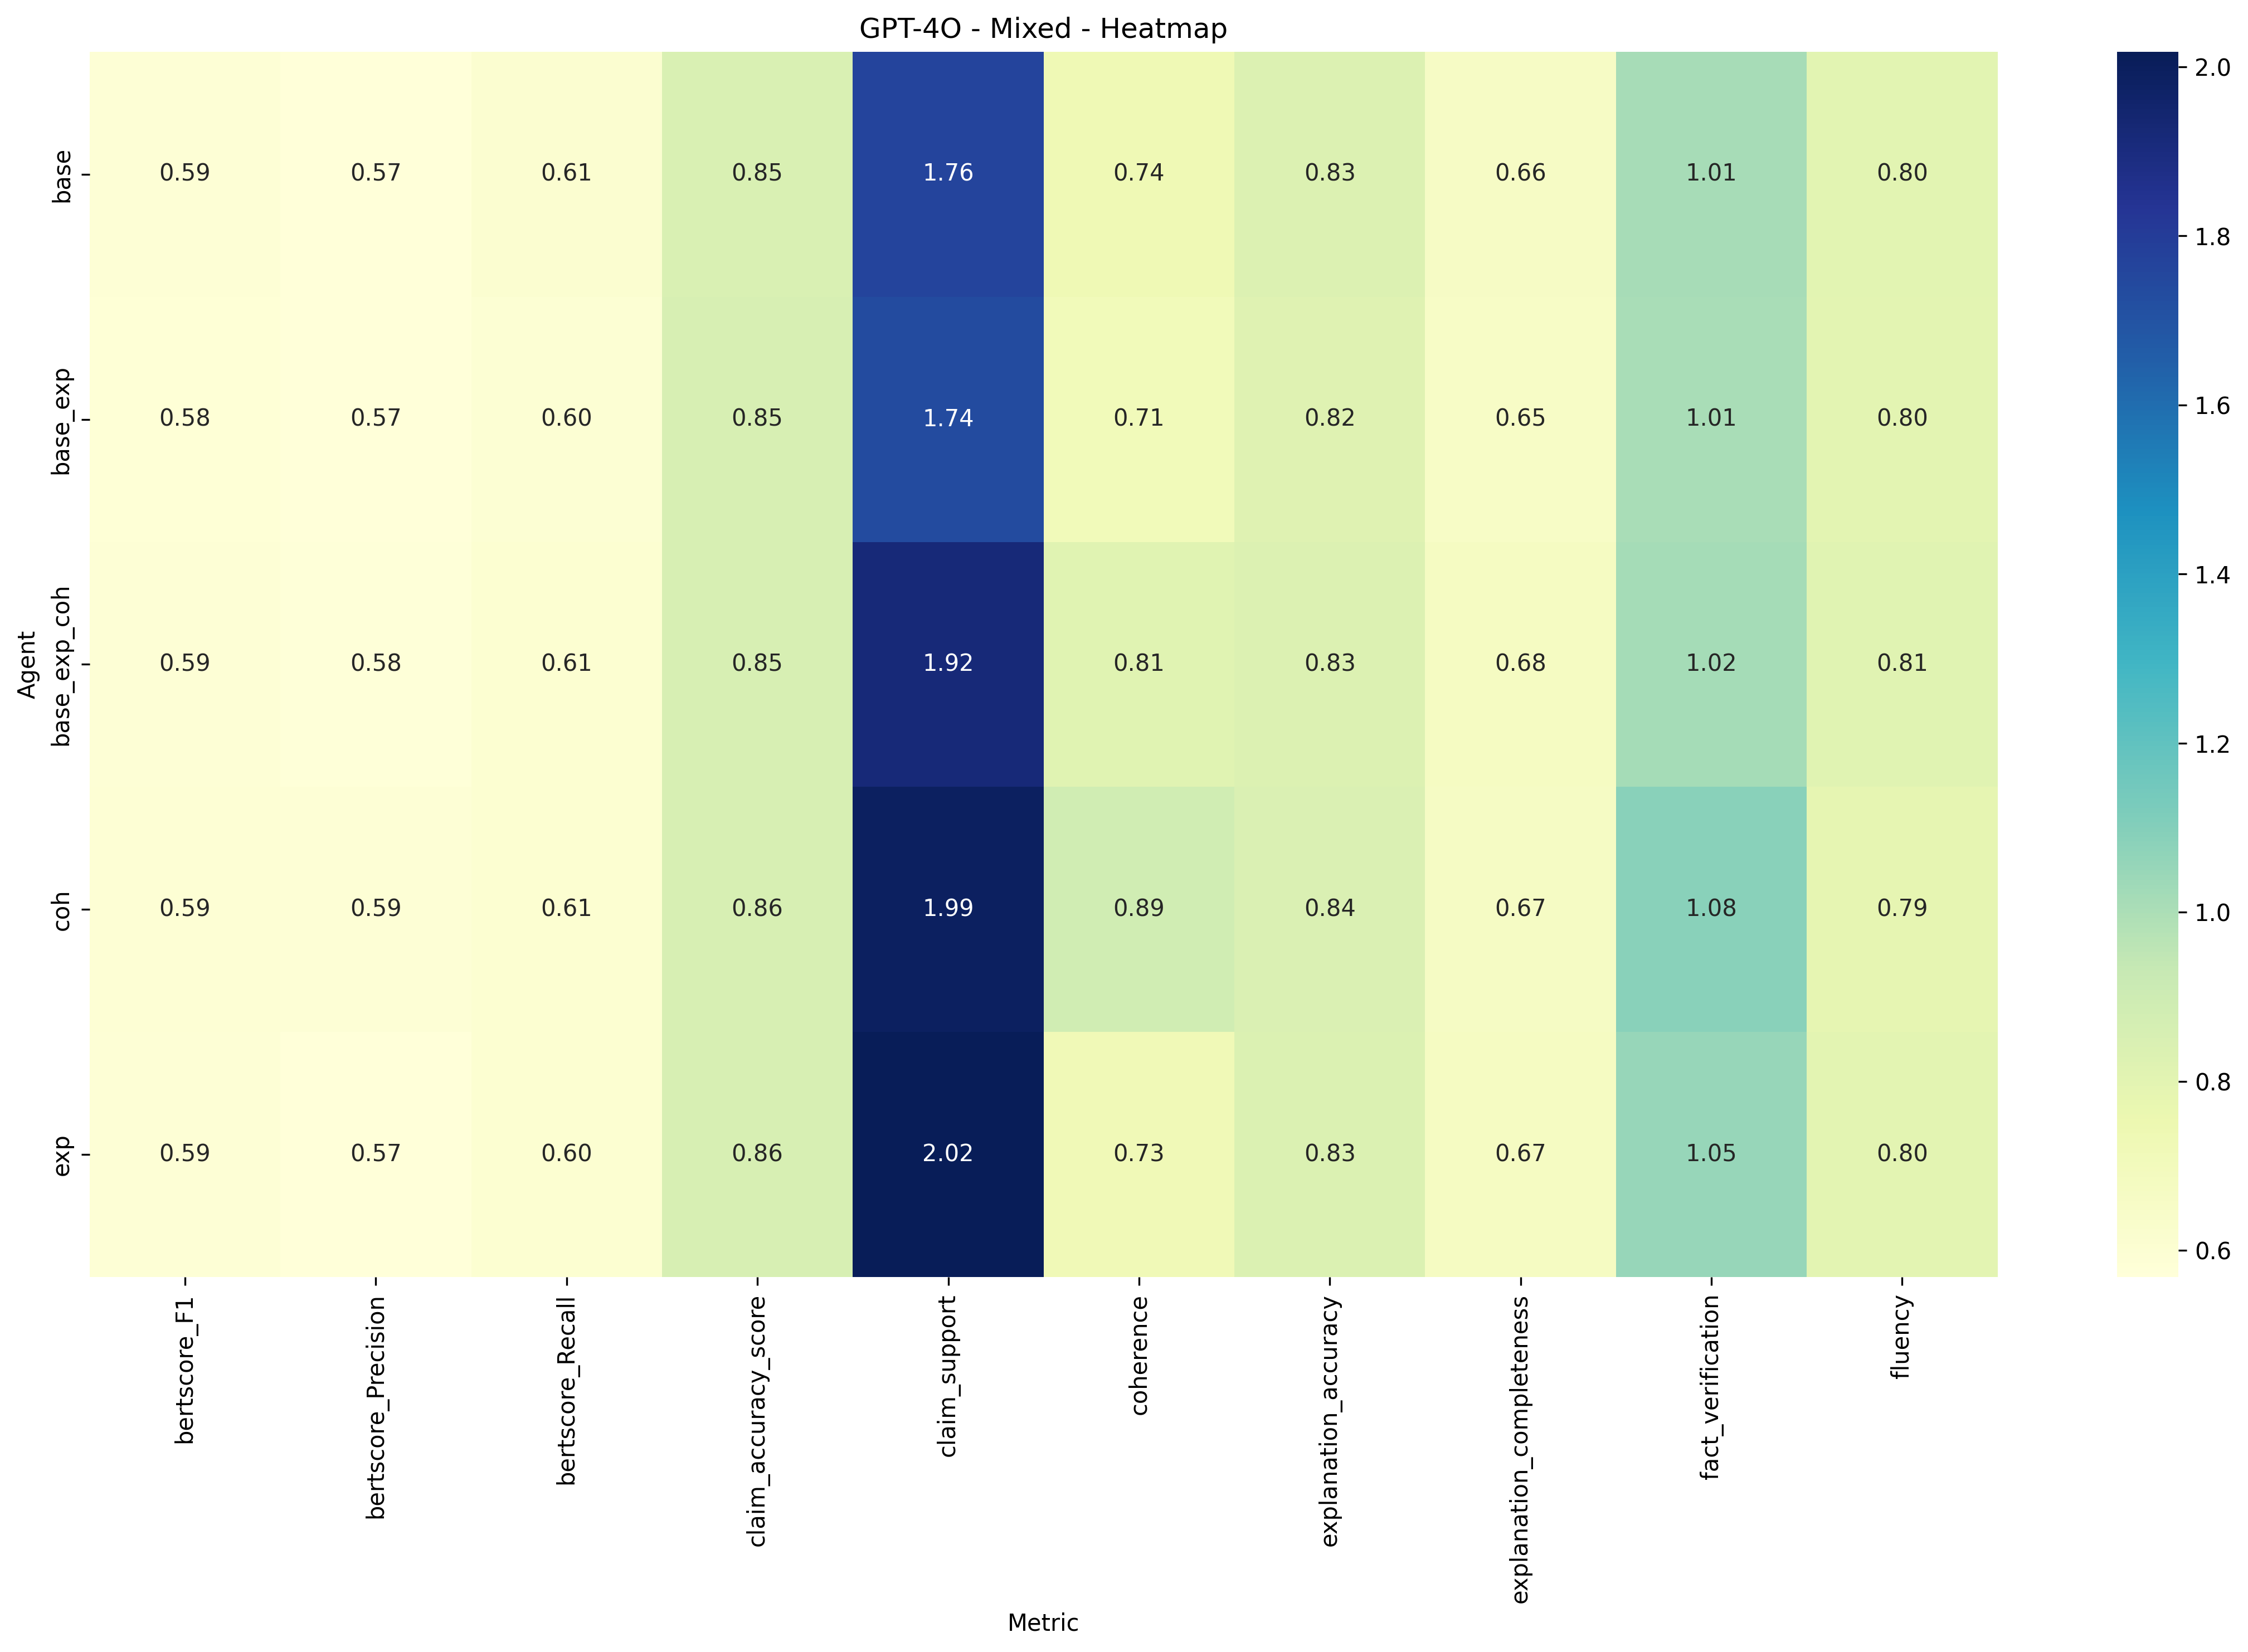 GPT-4O - Mixed - Heatmap
Agent
base 0.59 0.57 0.61 0.85 1.76 0.74 0.83 0.66 1.01 0.80
base_exp 0.58 0.57 0.60 0.85 1.74 0.71 0.82 0.65 1.01 0.80
base_exp_coh 0.59 0.58 0.61 0.85 1.92 0.81 0.83 0.68 1.02 0.81
coh 0.59 0.59 0.61 0.86 1.99 0.89 0.84 0.67 1.08 0.79
exp 0.59 0.57 0.60 0.86 2.02 0.73 0.83 0.67 1.05 0.80
bertscore_F1
bertscore_Precision
bertscore_Recall
claim_accuracy_score
claim_support
coherence
explanation_accuracy
explanation_completeness
fact_verification
fluency
Metric
2.0
1.8
1.6
1.4
1.2
1.0
0.8
0.6